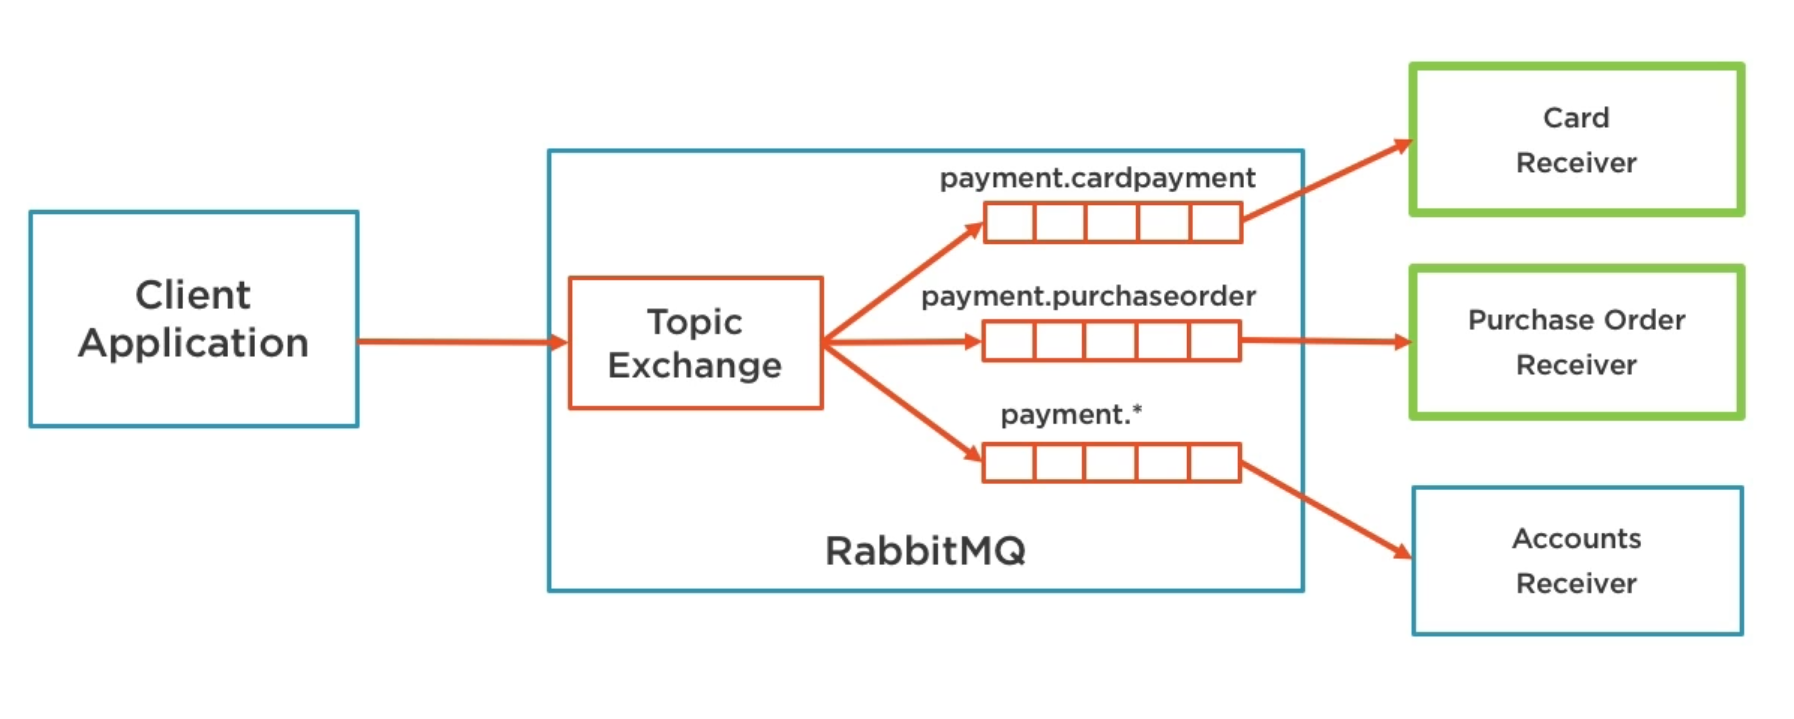 Client
Application
Topic
Exchange
payment.cardpayment
payment.purchaseorder
payment.*
RabbitMQ
Card
Receiver
Purchase Order
Receiver
Accounts
Receiver